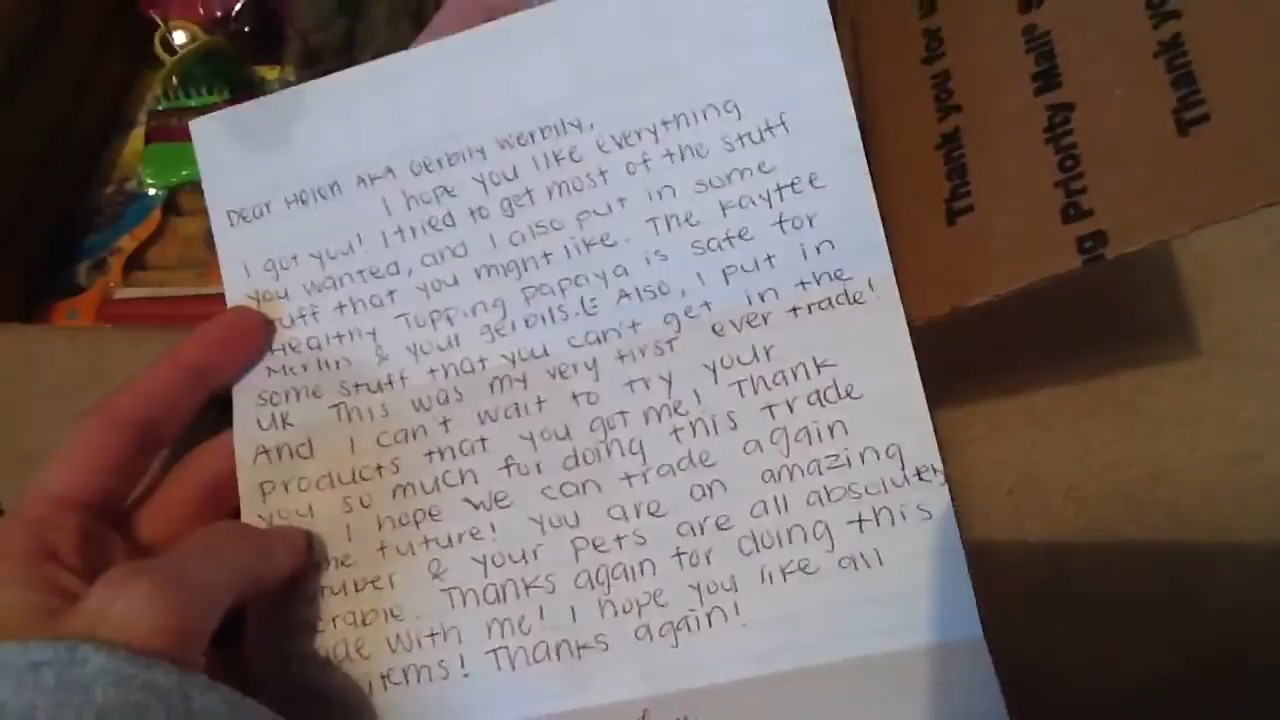 Dear Helen AKA Gerbily Werbily,
I hope you like everything
I got you! I tried to get most of the stuff
you wanted, and I also put in some
stuff that you might like. The Kaytee
Healthy Topping papaya is safe for
Merlin & your gerbils. Also, I put in
some stuff that you can't get in the
UK This was my very first ever trade!
And I can't wait to try your
products that you got me! Thank
you so much for doing this trade
I hope we can trade again
the future! You are an amazing
tuber & your pets are all absolutely
rable. Thanks again for doing this
ade with me! I hope you like all
items! Thanks again!
Thank you for
g Priority Mail®
Thank yo